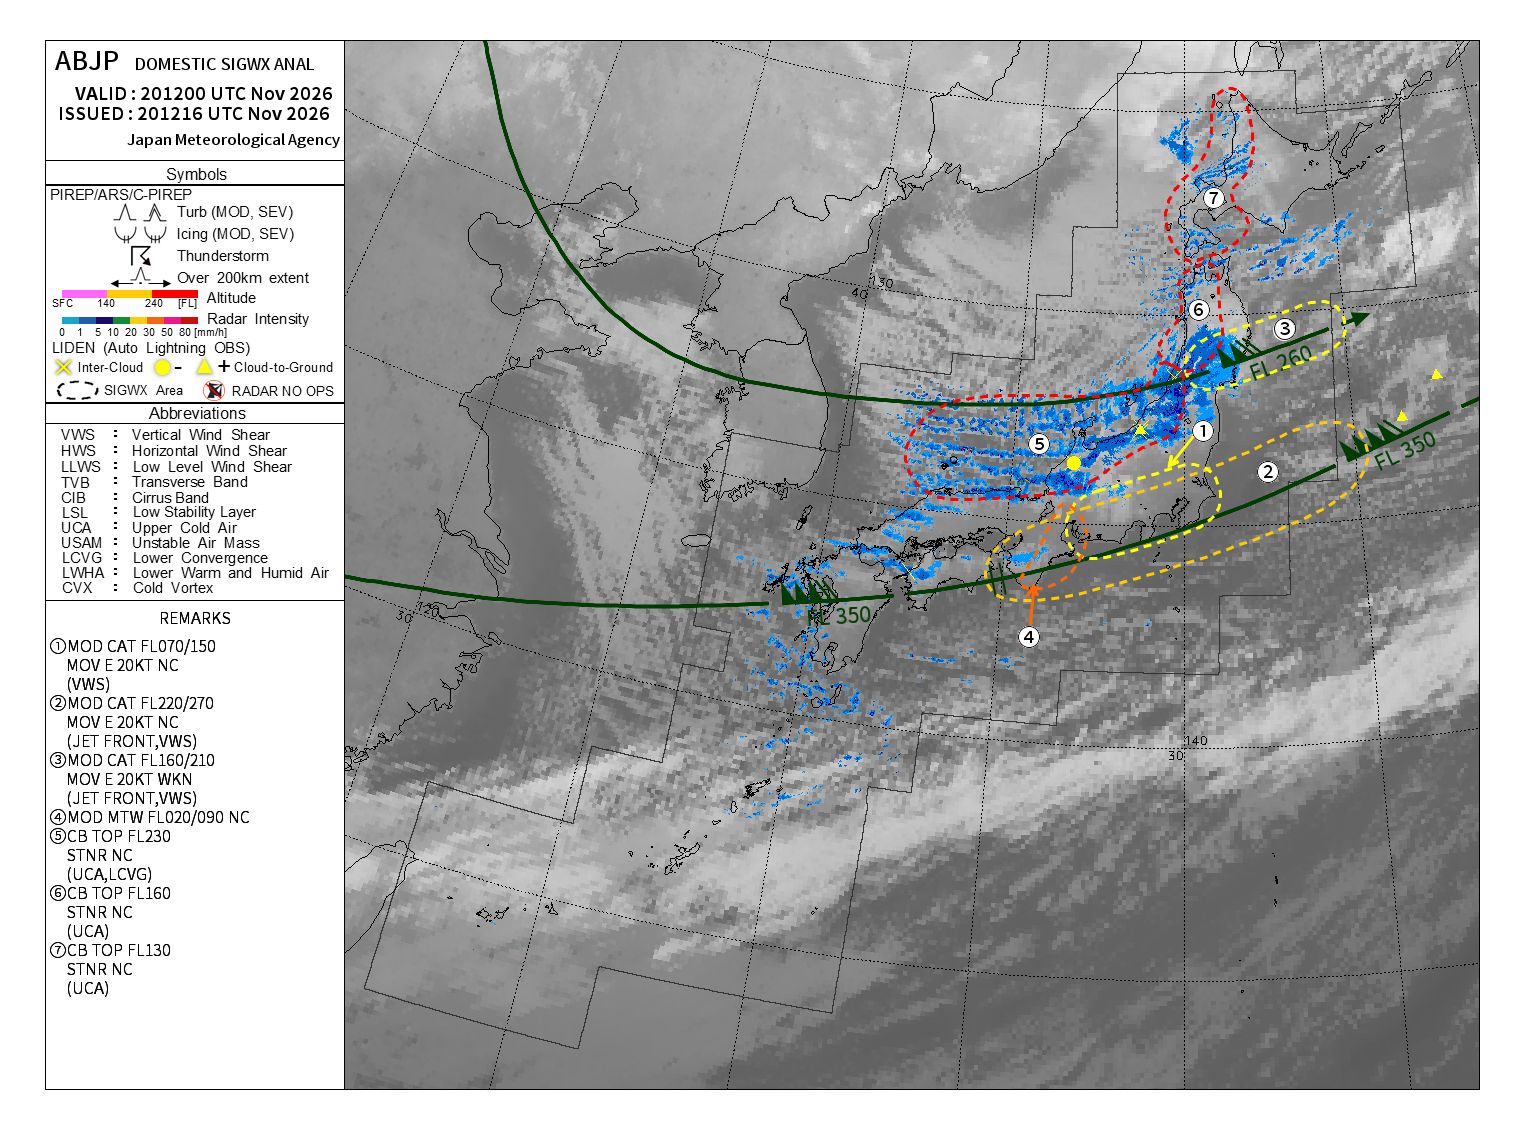 ABJP DOMESTIC SIGWX ANAL
VALID : 201200 UTC Nov 2026
ISSUED : 201216 UTC Nov 2026
Japan Meteorological Agency
Symbols
PIREP/ARS/C-PIREP
Turb (MOD, SEV)
Icing (MOD, SEV)
Thunderstorm
Over 200km extent
Altitude
SFC 140 240 [FL]
Radar Intensity
0 1 5 10 20 30 50 80 [mm/h]
LIDEN (Auto Lightning OBS)
Inter-Cloud - + Cloud-to-Ground
SIGWX Area RADAR NO OPS
Abbreviations
VWS : Vertical Wind Shear
HWS : Horizontal Wind Shear
LLWS : Low Level Wind Shear
TVB : Transverse Band
CIB : Cirrus Band
LSL : Low Stability Layer
UCA : Upper Cold Air
USAM : Unstable Air Mass
LCVG : Lower Convergence
LWHA : Lower Warm and Humid Air
CVX : Cold Vortex
REMARKS
①MOD CAT FL070/150
MOV E 20KT NC
(VWS)
②MOD CAT FL220/270
MOV E 20KT NC
(JET FRONT,VWS)
③MOD CAT FL160/210
MOV E 20KT WKN
(JET FRONT,VWS)
④MOD MTW FL020/090 NC
⑤CB TOP FL230
STNR NC
(UCA,LCVG)
⑥CB TOP FL160
STNR NC
(UCA)
⑦CB TOP FL130
STNR NC
(UCA)
7
40 130
6
3
FL 260
5
1
FL 350
2
30 120
FL 350
4
140
30